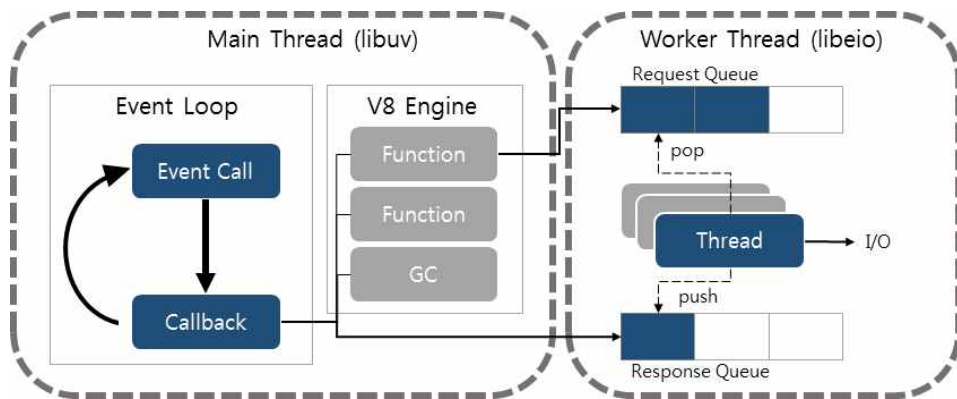 Main Thread (libuv)
Event Loop
Event Call
Callback
V8 Engine
Function
Function
GC
Worker Thread (libeio)
Request Queue
pop
Thread
I/O
push
Response Queue